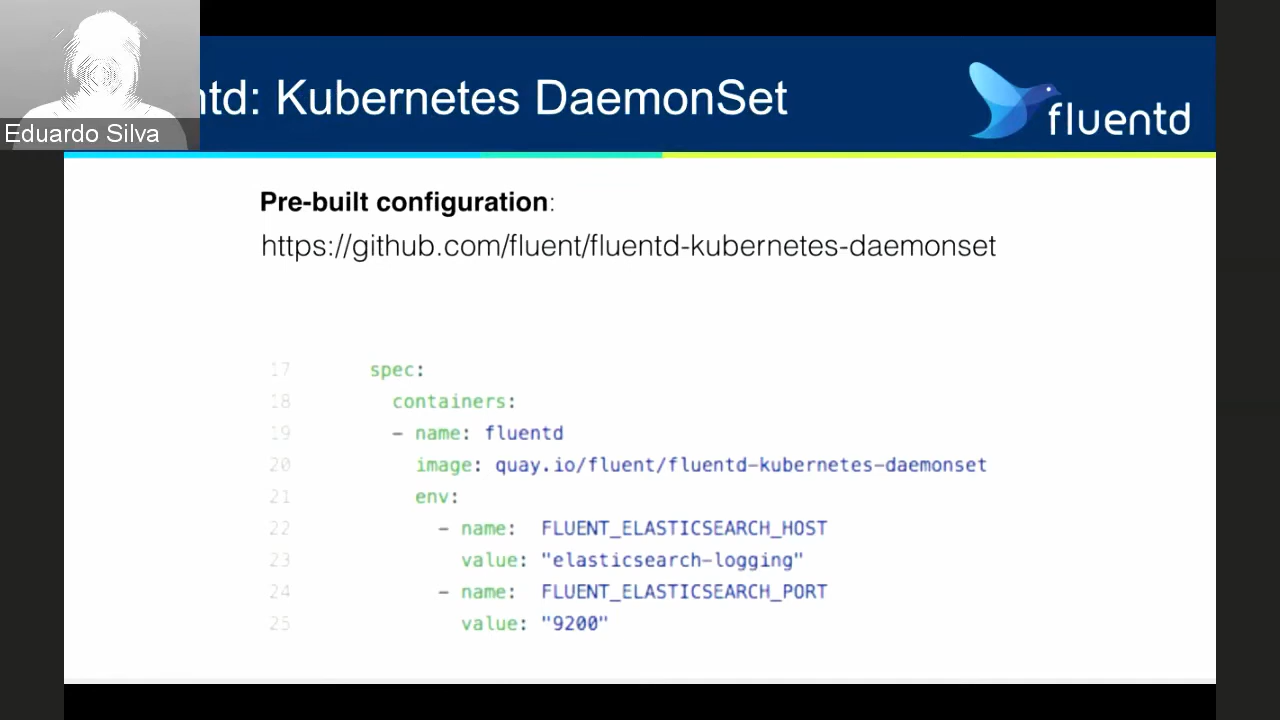 Eduardo Silva
ntd: Kubernetes DaemonSet
fluentd
Pre-built configuration:
https://github.com/fluent/fluentd-kubernetes-daemonset
17 spec:
18 containers:
19 - name: fluentd
20 image: quay.io/fluent/fluentd-kubernetes-daemonset
21 env:
22 - name: FLUENT_ELASTICSEARCH_HOST
23 value: "elasticsearch-logging"
24 - name: FLUENT_ELASTICSEARCH_PORT
25 value: "9200"